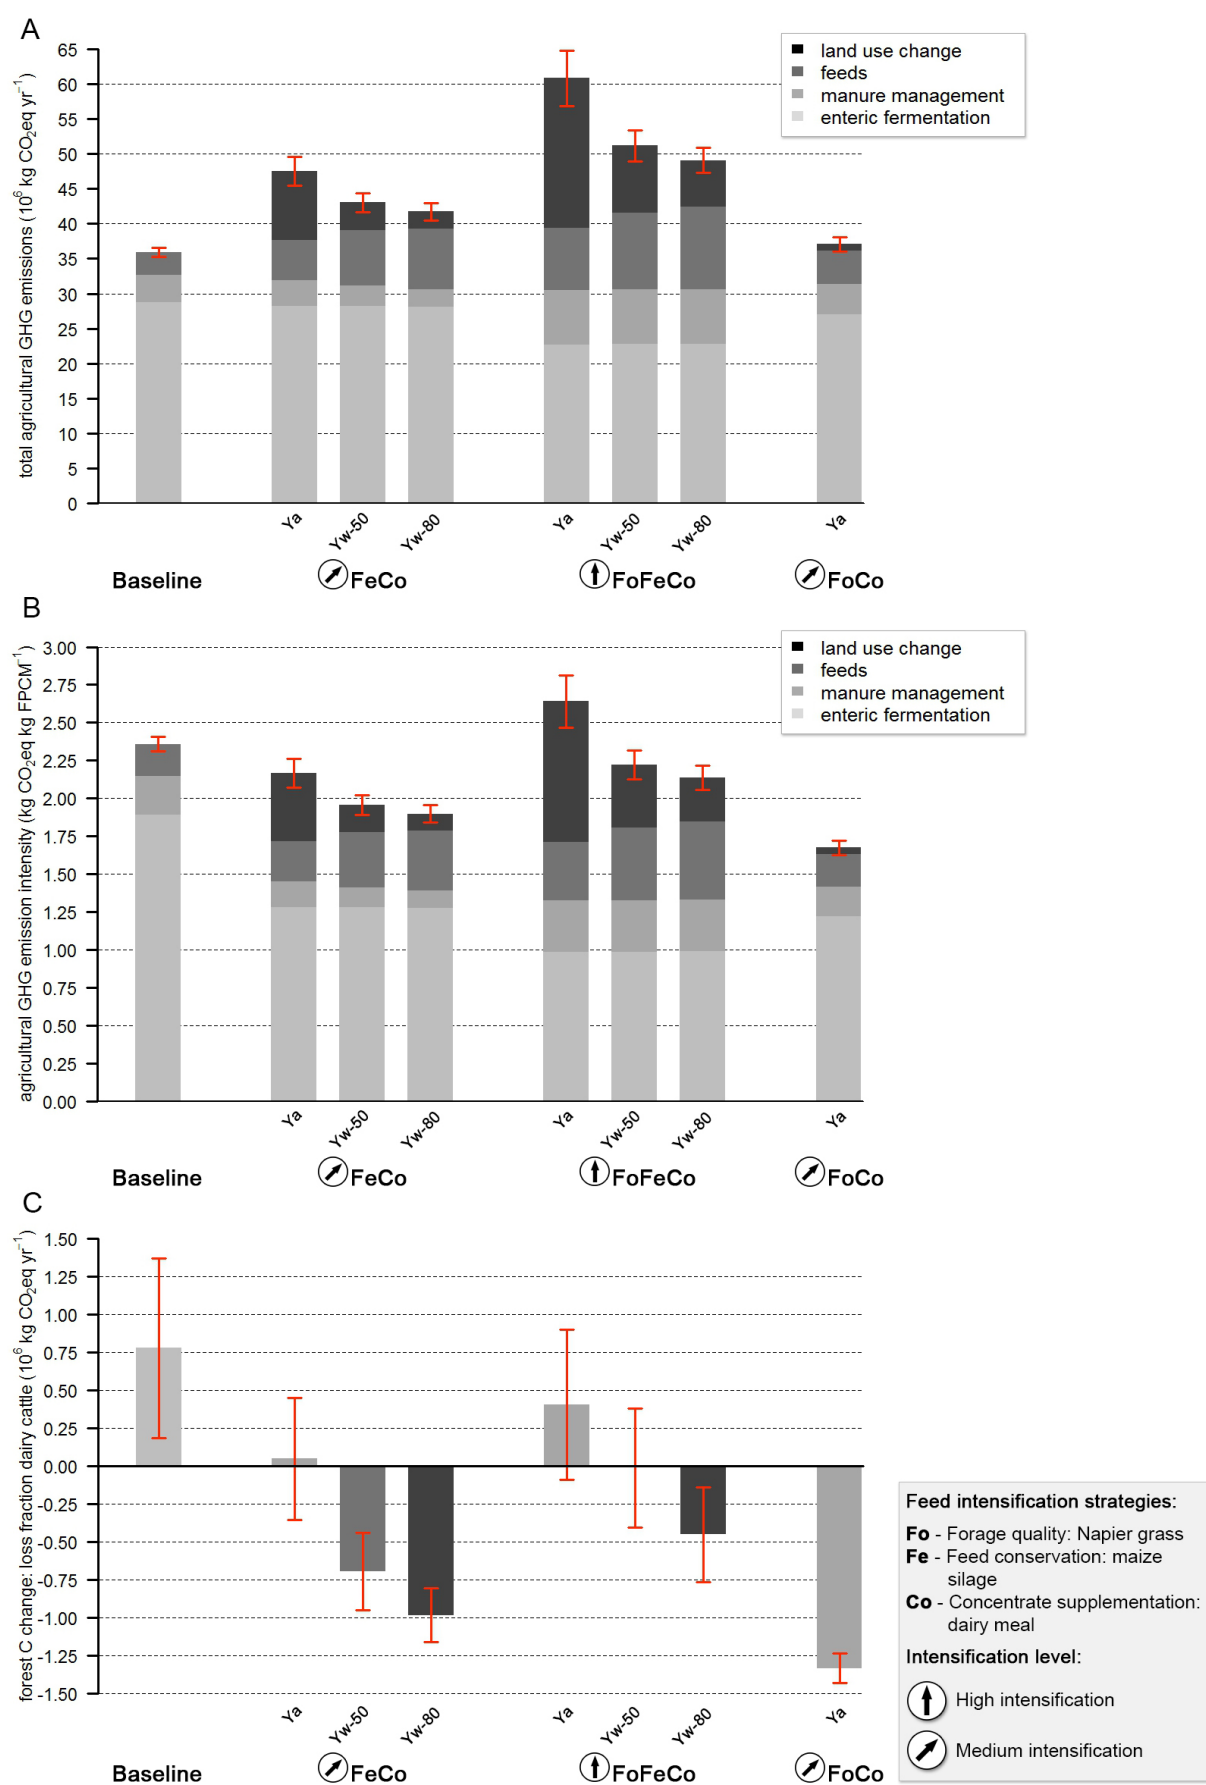 A
total agricultural GHG emissions (10⁶ kg CO₂eq yr⁻¹)
65
60
55
50
45
40
35
30
25
20
15
10
5
0
land use change
feeds
manure management
enteric fermentation
Ya
Yw-50
Yw-80
Ya
Yw-50
Yw-80
Ya
Baseline
FeCo
FoFeCo
FoCo
B
agricultural GHG emission intensity (kg CO₂eq kg FPCM⁻¹)
3.00
2.75
2.50
2.25
2.00
1.75
1.50
1.25
1.00
0.75
0.50
0.25
0.00
land use change
feeds
manure management
enteric fermentation
Ya
Yw-50
Yw-80
Ya
Yw-50
Yw-80
Ya
Baseline
FeCo
FoFeCo
FoCo
C
forest C change: loss fraction dairy cattle (10⁶ kg CO₂eq yr⁻¹)
1.50
1.25
1.00
0.75
0.50
0.25
0.00
-0.25
-0.50
-0.75
-1.00
-1.25
-1.50
Ya
Yw-50
Yw-80
Ya
Yw-50
Yw-80
Ya
Baseline
FeCo
FoFeCo
FoCo
Feed intensification strategies:
Fo - Forage quality: Napier grass
Fe - Feed conservation: maize
silage
Co - Concentrate supplementation:
dairy meal
Intensification level:
High intensification
Medium intensification